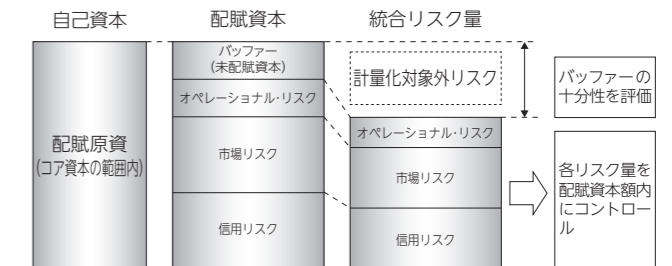 自己資本
配賦資本
統合リスク量
配賦原資
(コア資本の範囲内)
バッファー
(未配賦資本)
オペレーショナル・リスク
市場リスク
信用リスク
計量化対象外リスク
オペレーショナル・リスク
市場リスク
信用リスク
バッファーの
十分性を評価
各リスク量を
配賦資本額内
にコントロー
ル